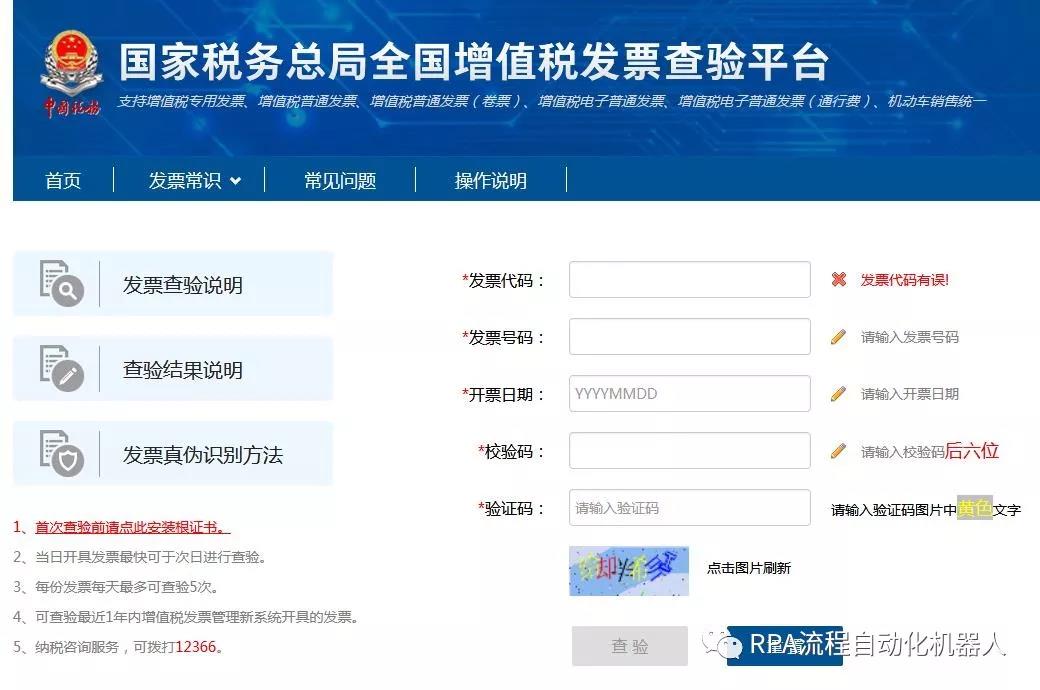 国家税务总局全国增值税发票查验平台
中国税务
支持增值税专用发票、增值税普通发票、增值税普通发票（卷票）、增值税电子普通发票、增值税电子普通发票（通行费）、机动车销售统一
首页 发票常识 常见问题 操作说明
发票查验说明
查验结果说明
发票真伪识别方法
1、首次查验前请点此安装根证书。
2、当日开具发票最快可于次日进行查验。
3、每份发票每天最多可查验5次。
4、可查验最近1年内增值税发票管理新系统开具的发票。
5、纳税咨询服务，可拨打12366。
*发票代码： 发票代码有误!
*发票号码： 请输入发票号码
*开票日期： YYYYMMDD 请输入开票日期
*校验码： 请输入校验码后六位
*验证码： 请输入验证码 请输入验证码图片中黄色文字
却 点击图片刷新
查 验
RPA流程自动化机器人